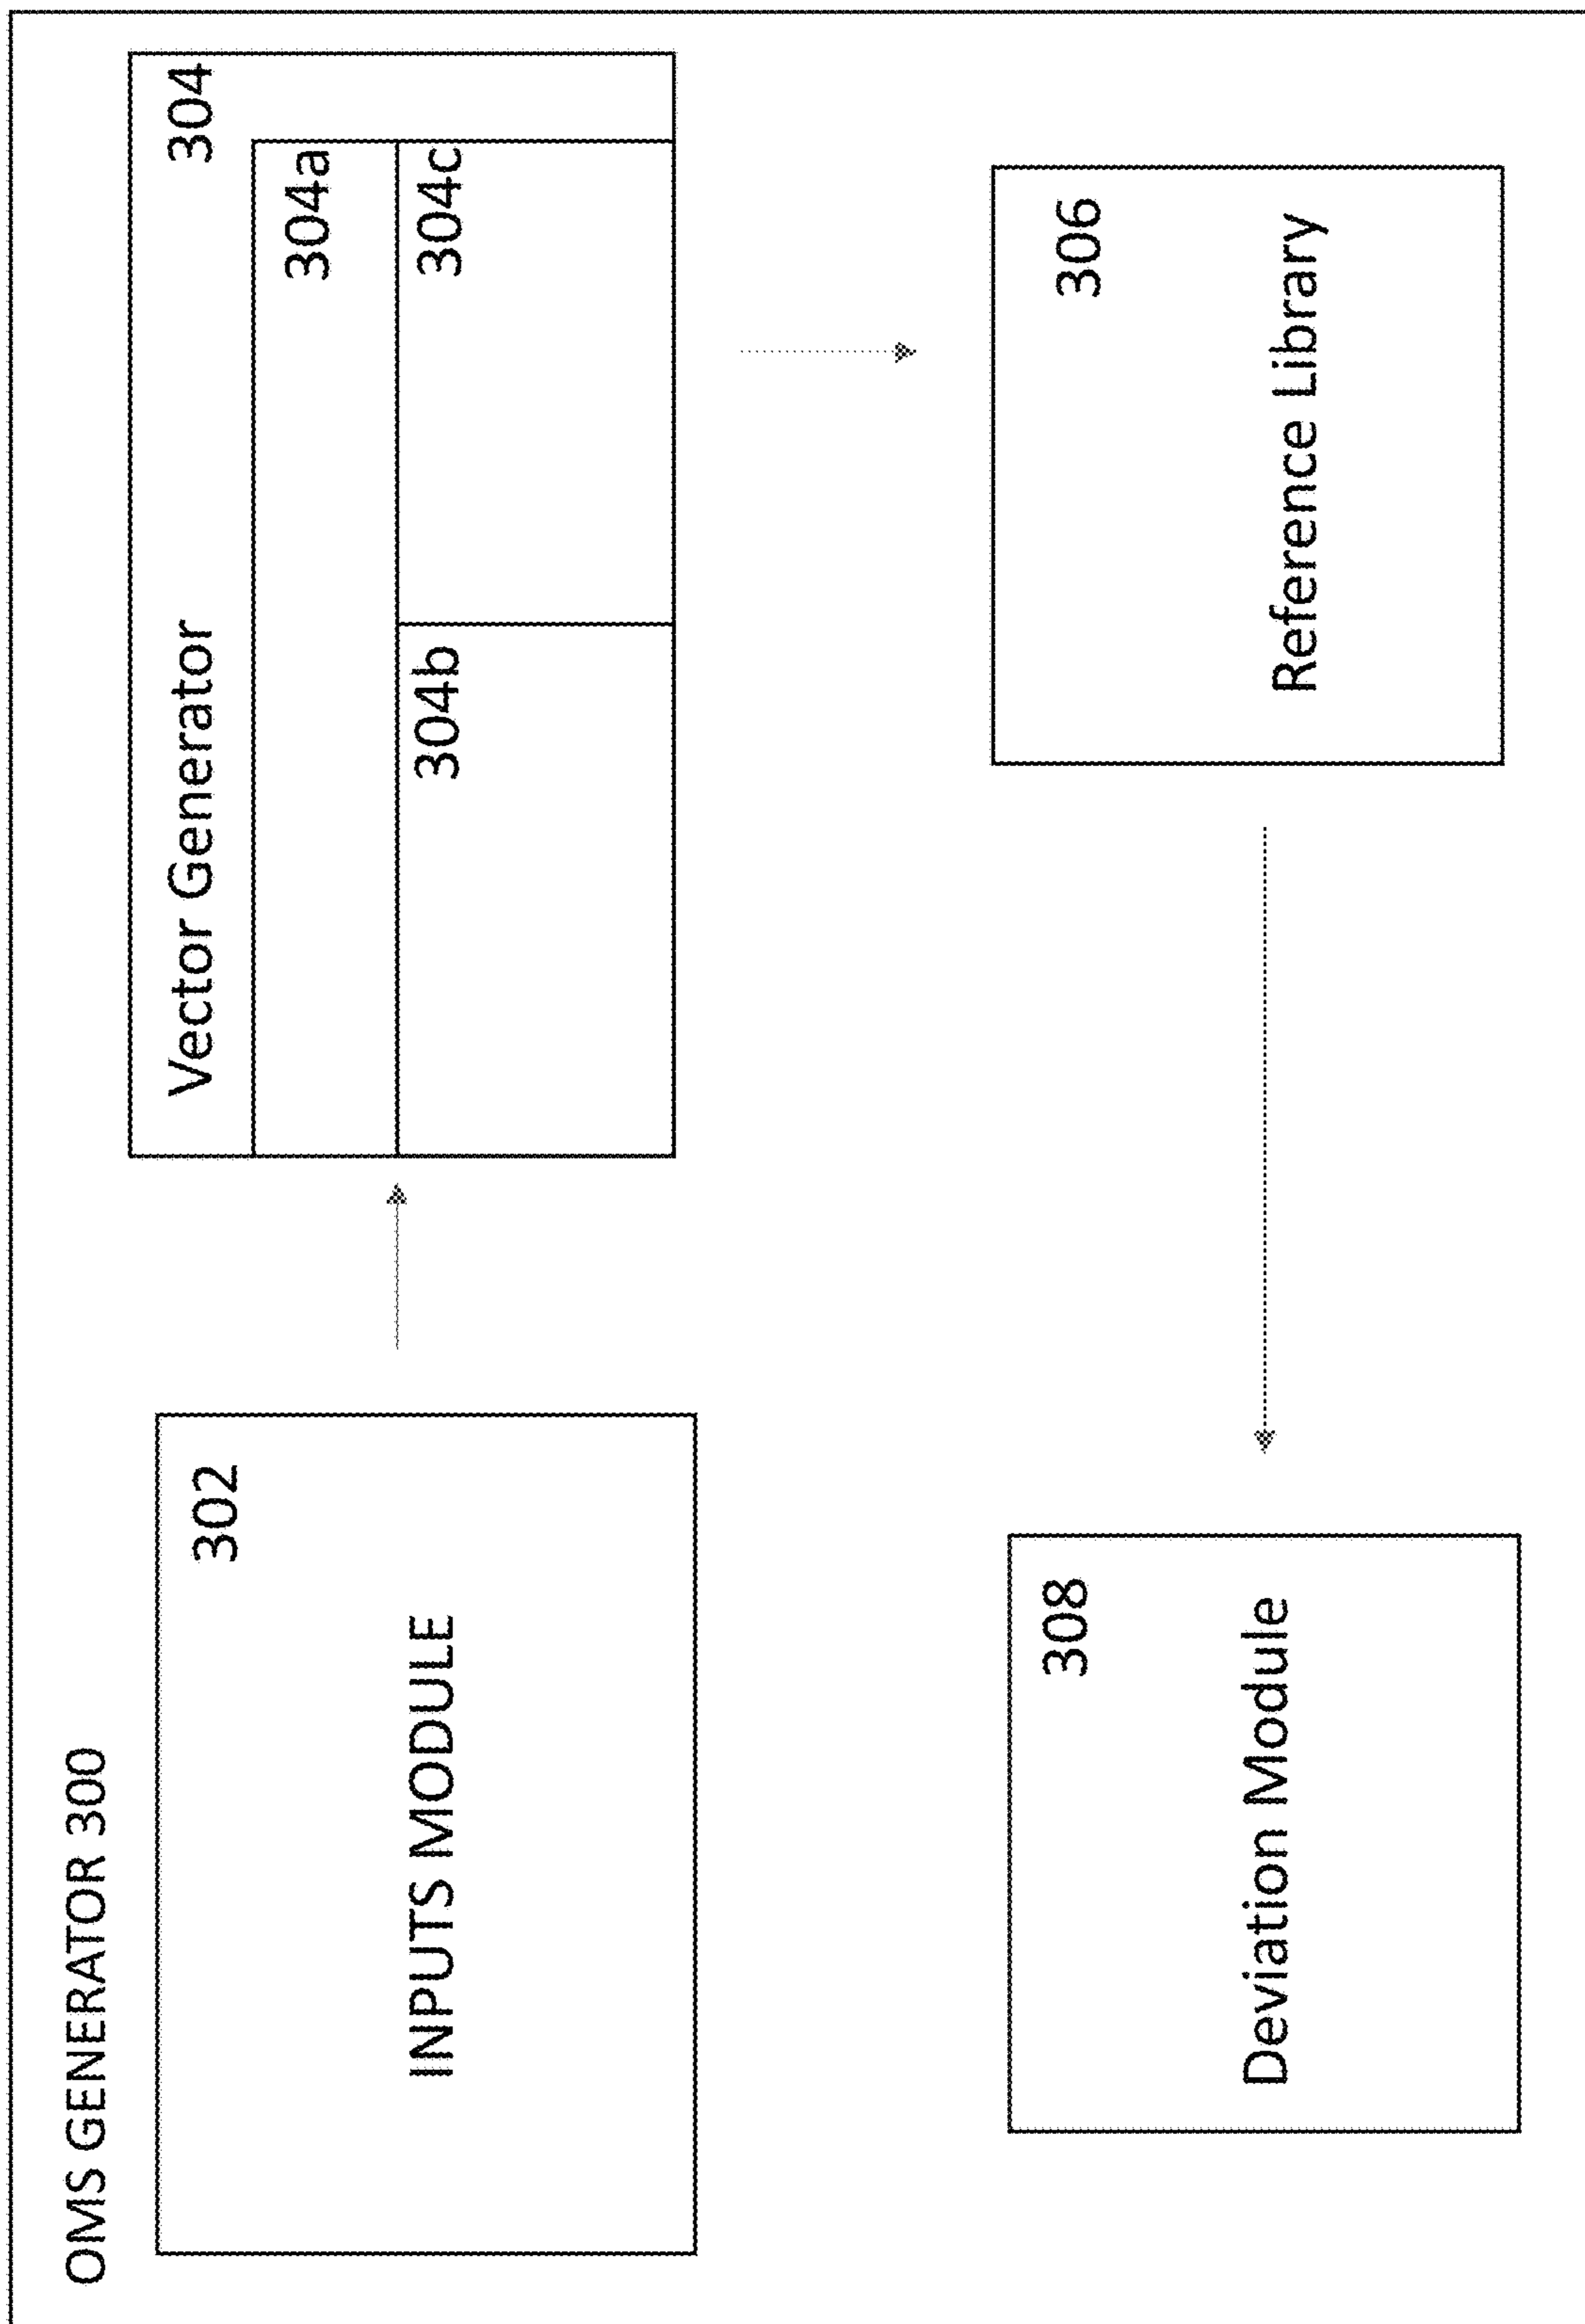 OMS GENERATOR 300
302
INPUTS MODULE
Vector Generator 304
304a
304b
304c
306
Reference Library
308
Deviation Module